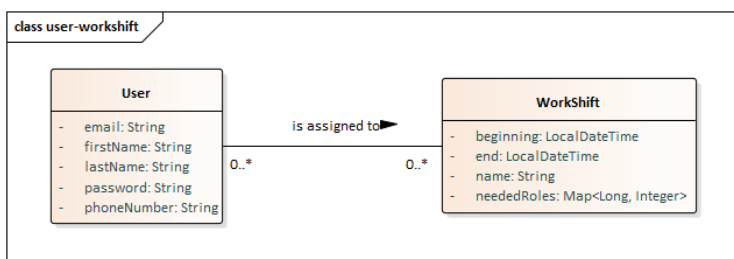 class user-workshift
User
- email: String
- firstName: String
- lastName: String
- password: String
- phoneNumber: String
is assigned to
0..*
0..*
WorkShift
- beginning: LocalDateTime
- end: LocalDateTime
- name: String
- neededRoles: Map<Long, Integer>